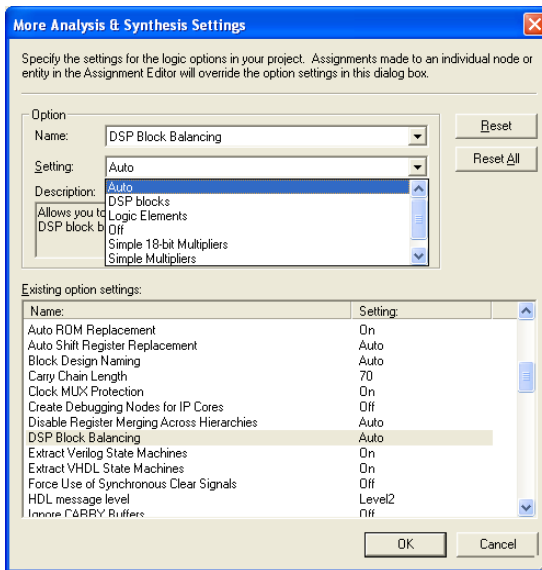 More Analysis & Synthesis Settings
Specify the settings for the logic options in your project. Assignments made to an individual node or
entity in the Assignment Editor will override the option settings in this dialog box.
Option
Name: DSP Block Balancing
Reset
Setting: Auto
Reset All
Description:
Allows you to
DSP block b
Auto
DSP blocks
Logic Elements
Off
Simple 18-bit Multipliers
Simple Multipliers
Existing option settings:
Name: Setting:
Auto ROM Replacement On
Auto Shift Register Replacement Auto
Block Design Naming Auto
Carry Chain Length 70
Clock MUX Protection On
Create Debugging Nodes for IP Cores Off
Disable Register Merging Across Hierarchies Auto
DSP Block Balancing Auto
Extract Verilog State Machines On
Extract VHDL State Machines On
Force Use of Synchronous Clear Signals Off
HDL message level Level2
Ignore CARRY Buffers Off
OK Cancel